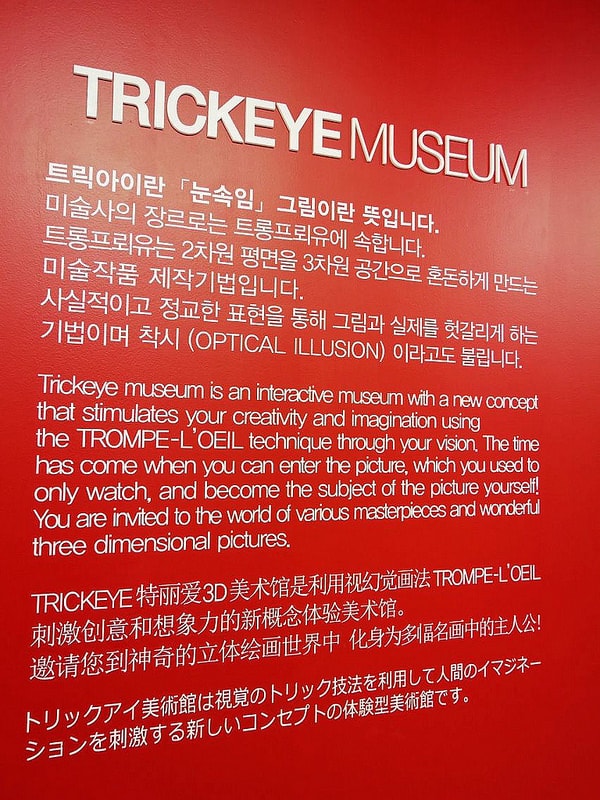 TRICKEYE MUSEUM
트릭아이란 「눈속임」 그림이란 뜻입니다.
미술사의 장르로는 트롱프뢰유에 속합니다.
트롱프뢰유는 2차원 평면을 3차원 공간으로 혼돈하게 만드는
미술작품 제작기법입니다.
사실적이고 정교한 표현을 통해 그림과 실제를 헛갈리게 하는
기법이며 착시 (OPTICAL ILLUSION) 이라고도 불립니다.
Trickeye museum is an interactive museum with a new concept
that stimulates your creativity and imagination using
the TROMPE-L'OEIL technique through your vision. The time
has come when you can enter the picture, which you used to
only watch, and become the subject of the picture yourself!
You are invited to the world of various masterpieces and wonderful
three dimensional pictures.
TRICKEYE 特丽爱3D美术馆是利用视幻觉画法 TROMPE-L'OEIL
刺激创意和想象力的新概念体验美术馆。
邀请您到神奇的立体绘画世界中 化身为多幅名画中的主人公!
トリックアイ美術館は視覚のトリック技法を利用して人間のイマジネー
ションを刺激する新しいコンセプトの体験型美術館です。